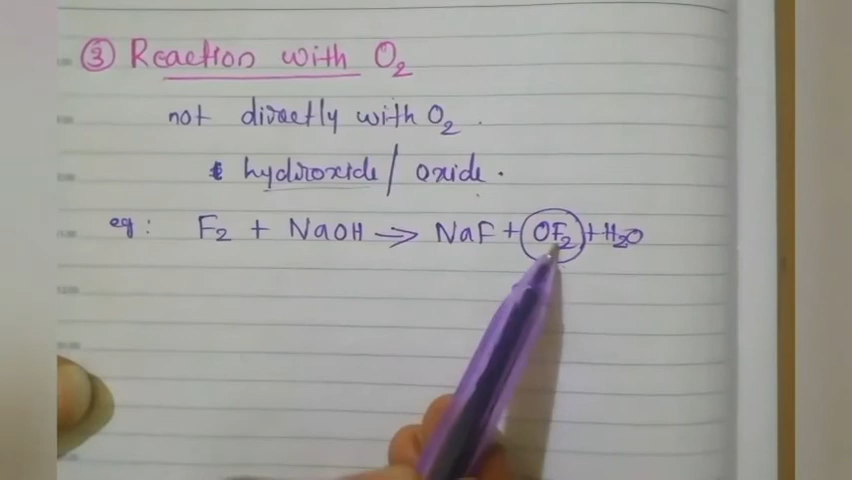 ③ Reaction with O₂
not directly with O₂.
hydroxide / oxide.
eg: F₂ + NaOH → NaF + OF₂ + H₂O